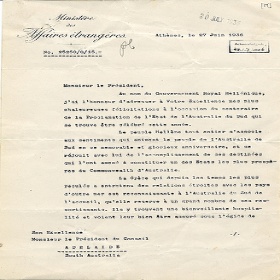 Ministère
des
Affaires étrangères
Athènes, le 27 Juin 1936
No.
Monsieur le Président,
Au nom du Gouvernement Royal Hellénique,
j'ai l'honneur d'adresser à Votre Excellence mes plus
chaleureuses félicitations à l'occasion du centenaire
de la Proclamation de l'Etat de l'Australie du Sud qui
se trouve être célébré cette année.
Le peuple Hellène tout entier s'associe
aux sentiments qui animent le peuple de l'Australie du
Sud en ce mémorable et glorieux anniversaire, et se
réjouit avec lui de l'accomplissement de ses destinées
qui l'ont amené à constituer un des Etats les plus prospères
du Commonwealth d'Australie.
La Grèce qui depuis les temps les plus
reculés a entretenu des relations étroites avec les pays
d'outre mer est reconnaissante à l'Australie du Sud de
l'accueil, qu'elle réserve à un grand nombre de ses ressortissants.
Ils y trouvent une bienveillante hospitalité
et voient leur bien être assuré sous l'égide de
Son Excellence
Monsieur le Président du Conseil
ADELAIDE
South Australia